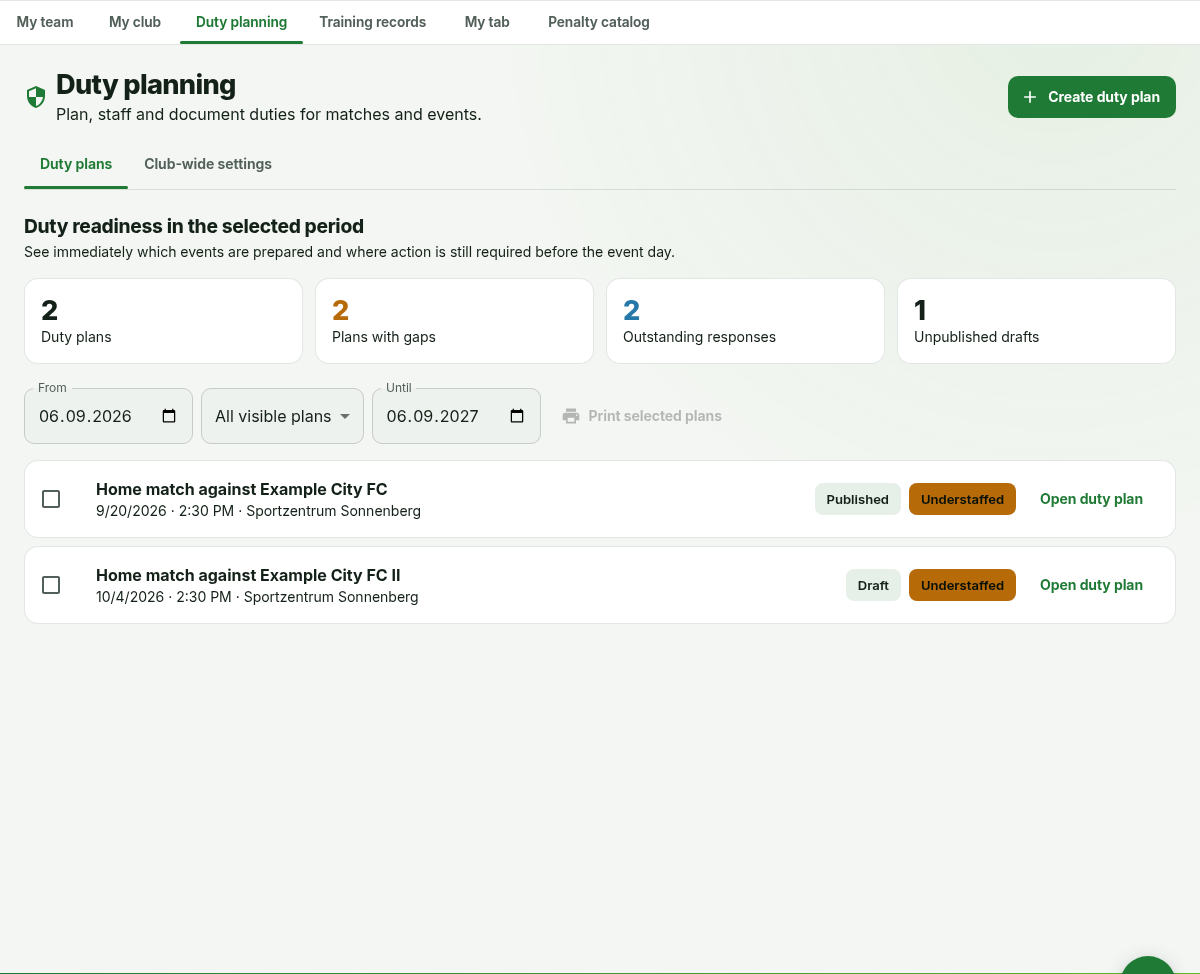 My team My club Duty planning Training records My tab Penalty catalog
Duty planning
Plan, staff and document duties for matches and events.
Create duty plan
Duty plans Club-wide settings
Duty readiness in the selected period
See immediately which events are prepared and where action is still required before the event day.
2
Duty plans
2
Plans with gaps
2
Outstanding responses
1
Unpublished drafts
From
06.09.2026
All visible plans
Until
06.09.2027
Print selected plans
Home match against Example City FC
9/20/2026 · 2:30 PM · Sportzentrum Sonnenberg
Published Understaffed Open duty plan
Home match against Example City FC II
10/4/2026 · 2:30 PM · Sportzentrum Sonnenberg
Draft Understaffed Open duty plan